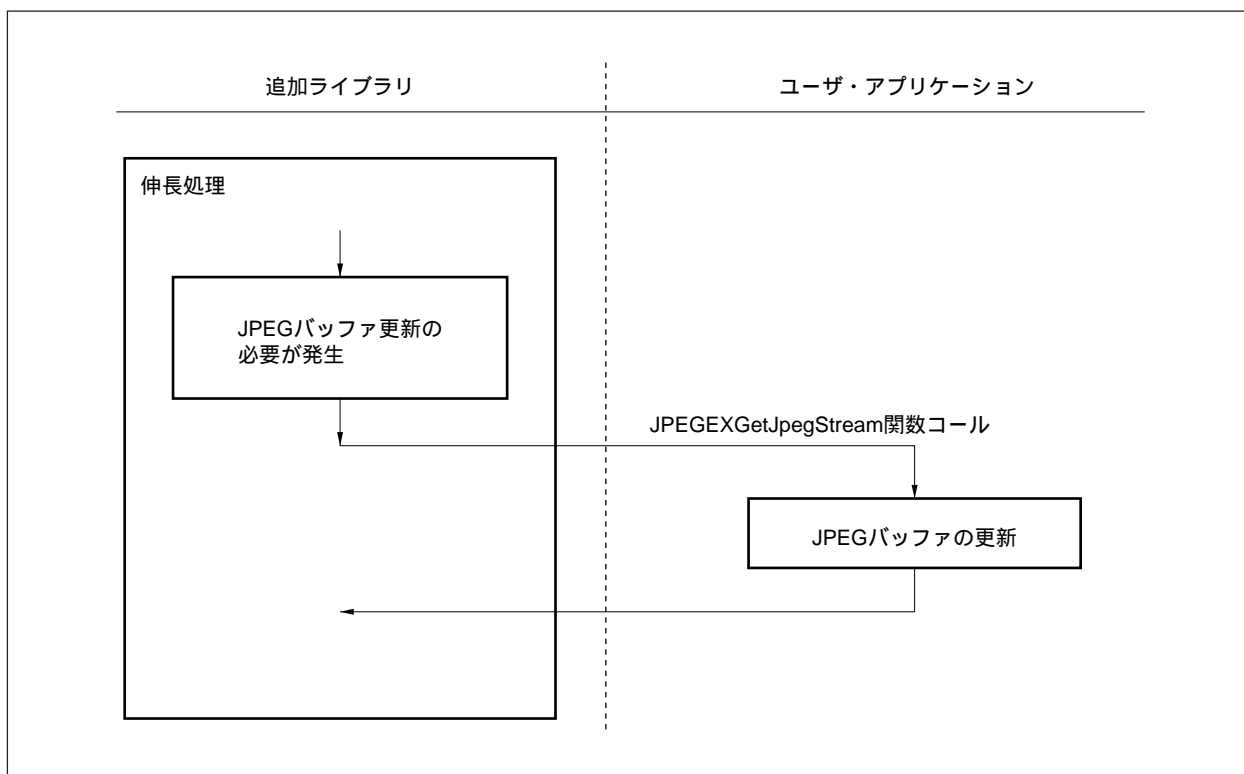 追加ライブラリ
ユーザ・アプリケーション
伸長処理
JPEGバッファ更新の
必要が発生
JPEGEXGetJpegStream関数コール
JPEGバッファの更新